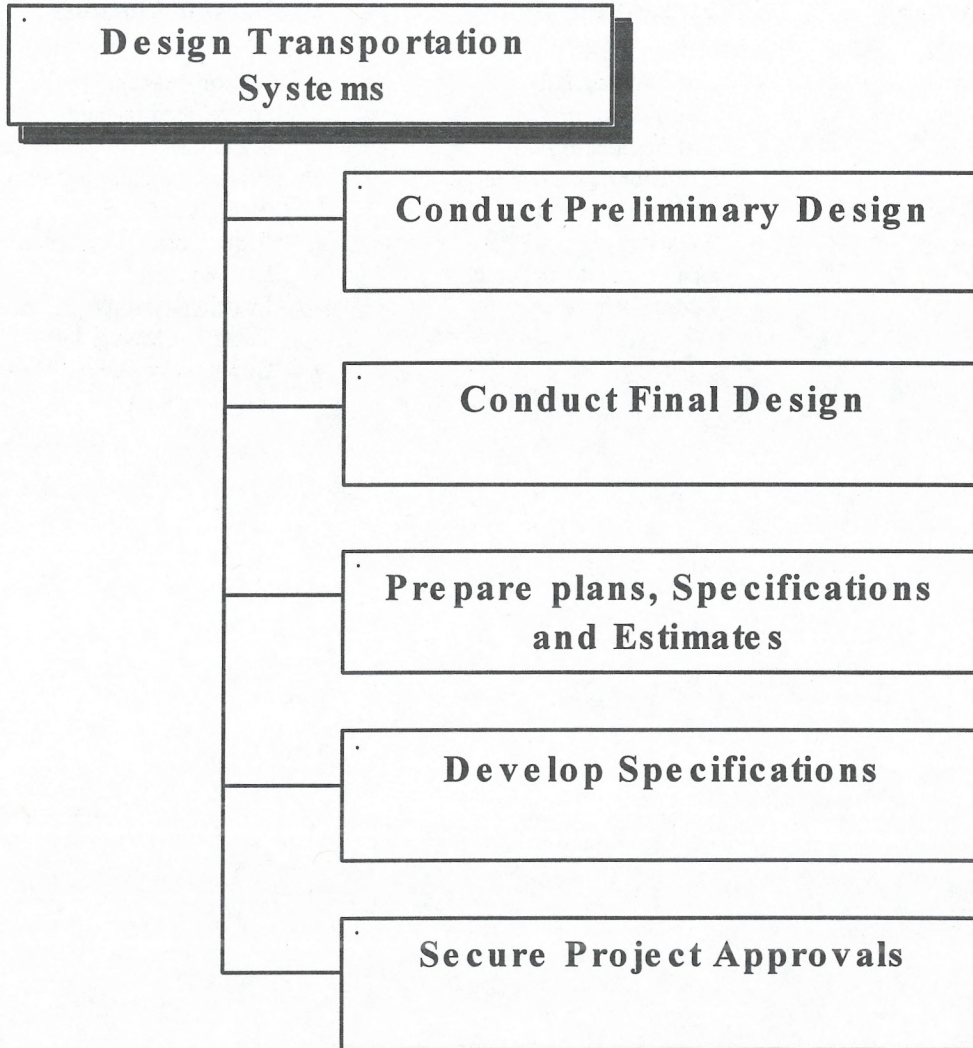 Design Transportation
Systems
Conduct Preliminary Design
Conduct Final Design
Prepare plans, Specifications
and Estimates
Develop Specifications
Secure Project Approvals